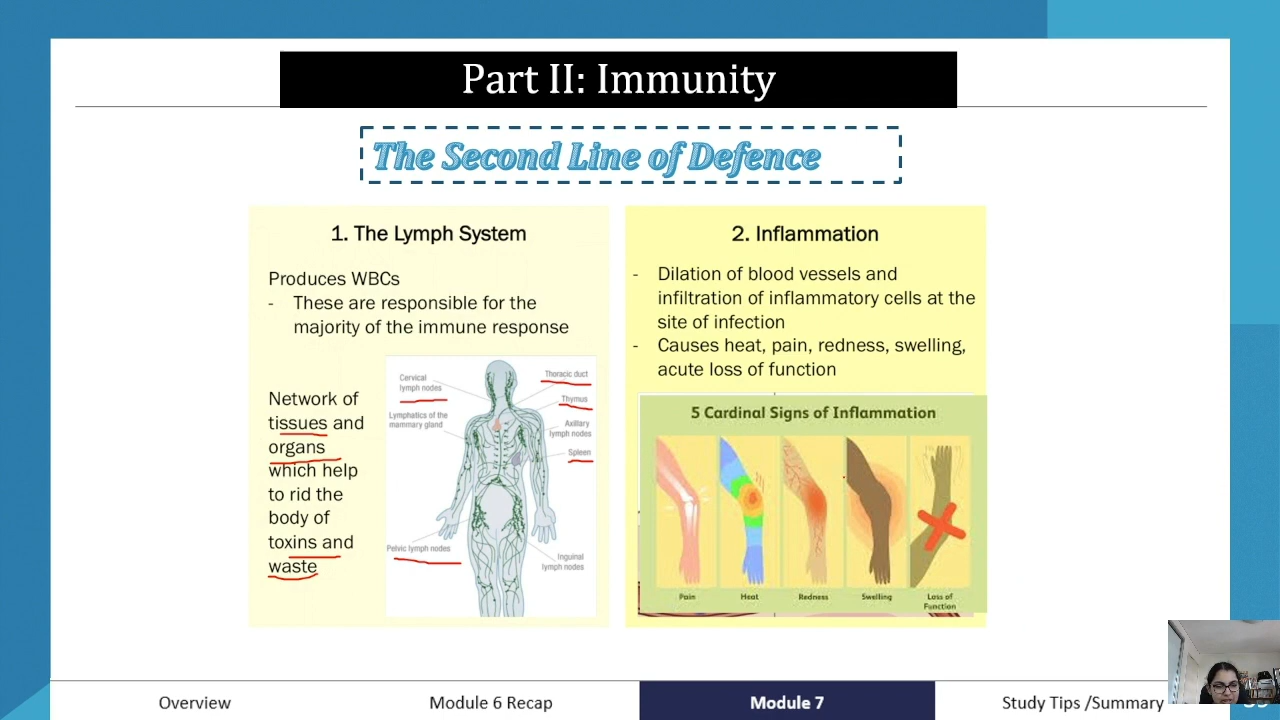 Part II: Immunity
The Second Line of Defence
1. The Lymph System
Produces WBCs
- These are responsible for the
majority of the immune response
Network of
tissues and
organs
which help
to rid the
body of
toxins and
waste
Cervical
lymph nodes
Lymphatics of the
mammary gland
Pelvic lymph nodes
Thoracic duct
Thymus
Axillary
lymph nodes
Spleen
Inguinal
lymph nodes
2. Inflammation
- Dilation of blood vessels and
infiltration of inflammatory cells at the
site of infection
- Causes heat, pain, redness, swelling,
acute loss of function
5 Cardinal Signs of Inflammation
Pain
Heat
Redness
Swelling
Loss of
Function
Overview
Module 6 Recap
Module 7
Study Tips /Summary